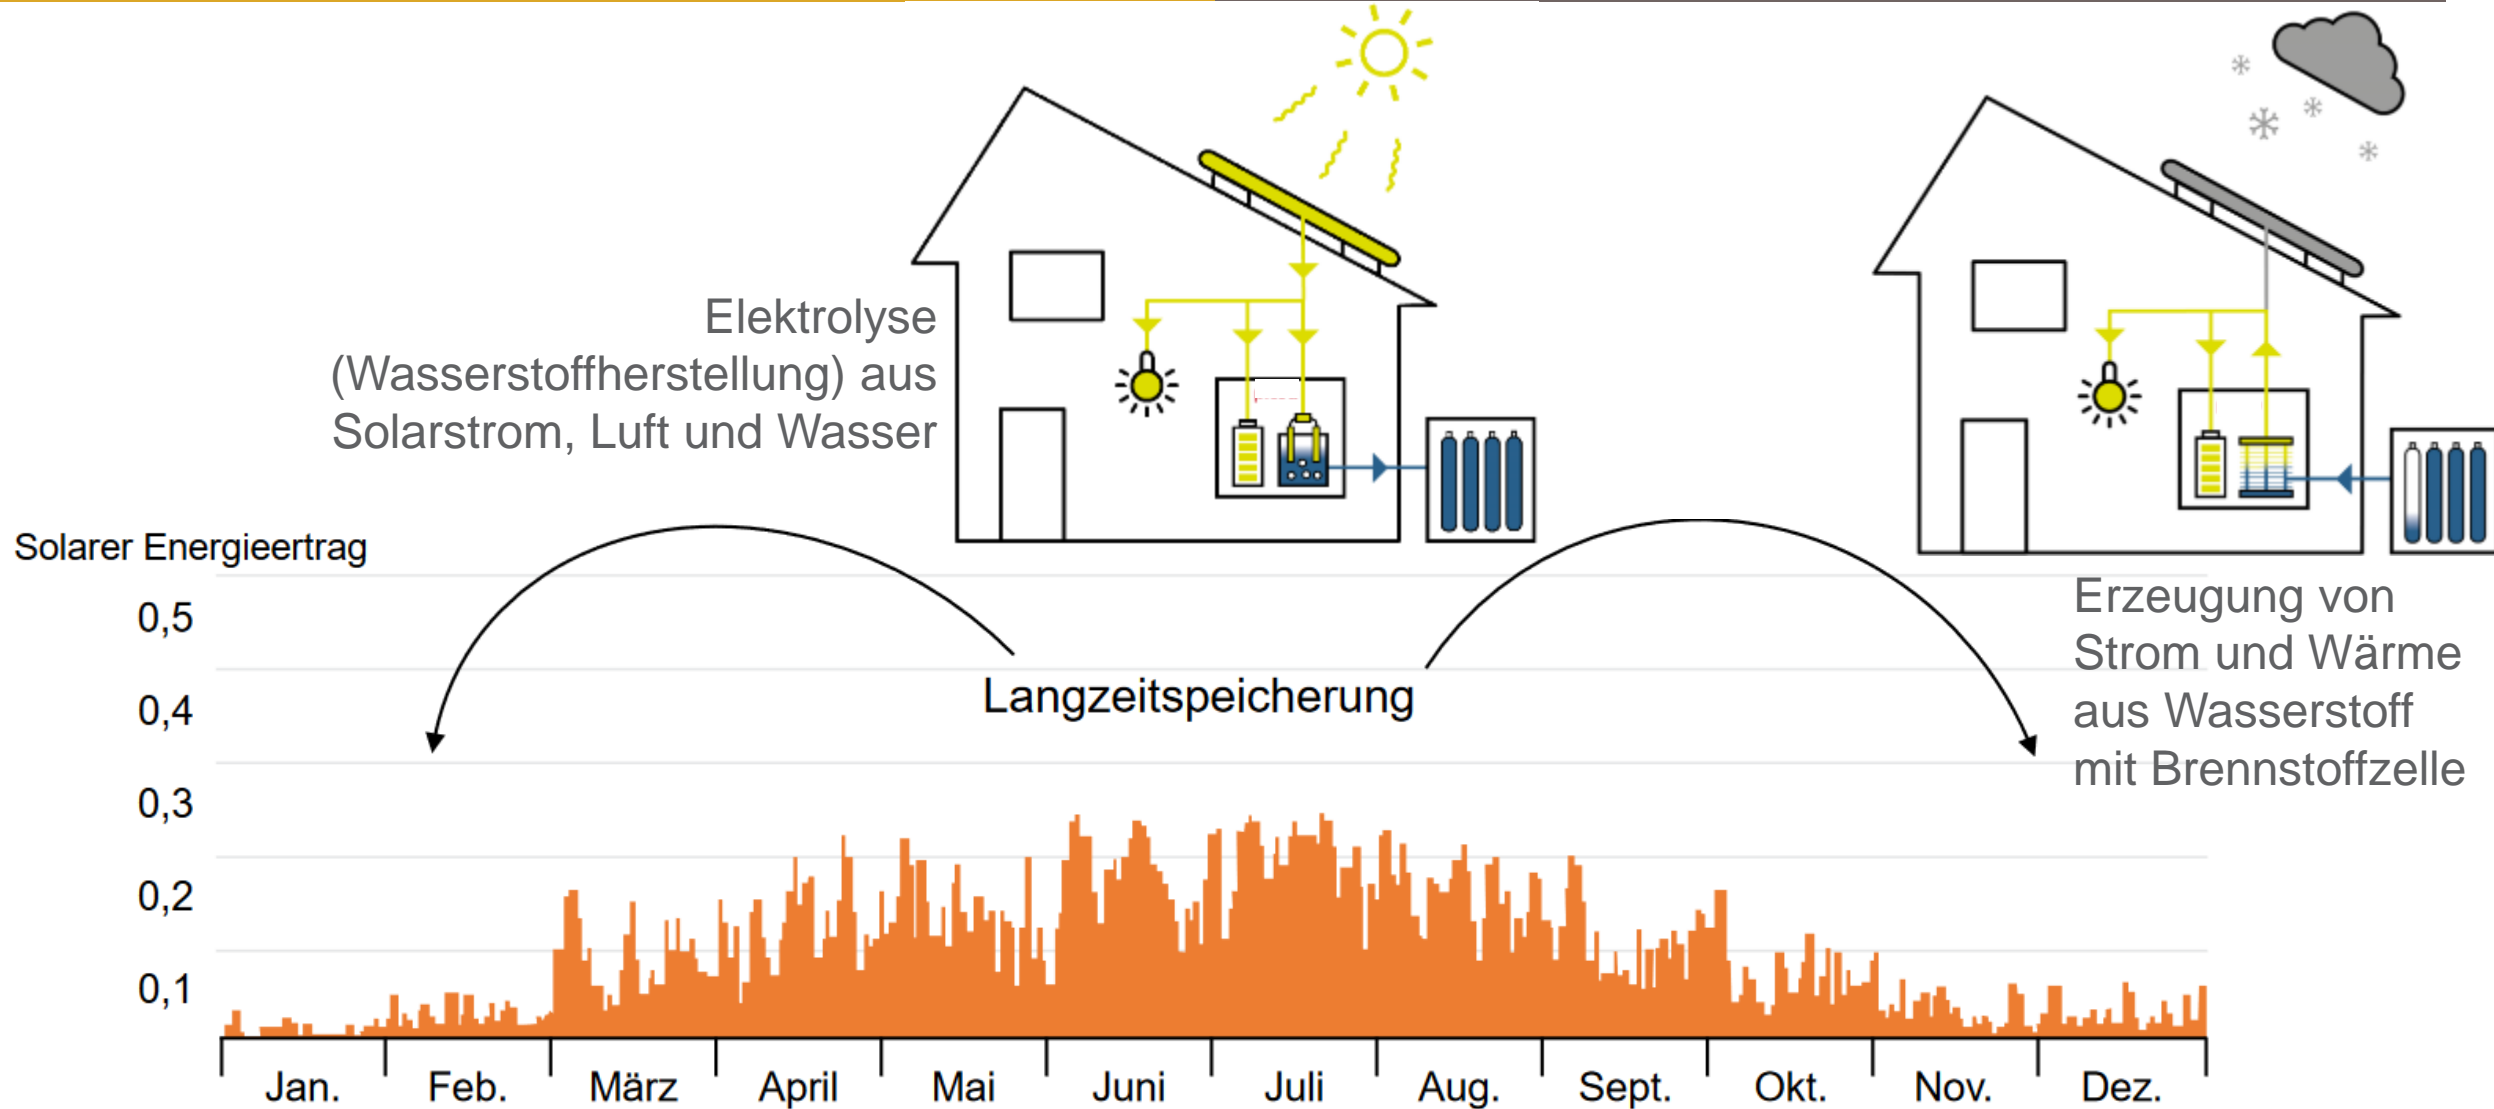 Elektrolyse
(Wasserstoffherstellung) aus
Solarstrom, Luft und Wasser
Solarer Energieertrag
Erzeugung von
Strom und Wärme
aus Wasserstoff
mit Brennstoffzelle
Langzeitspeicherung
0,5
0,4
0,3
0,2
0,1
Jan. Feb. März April Mai Juni Juli Aug. Sept. Okt. Nov. Dez.